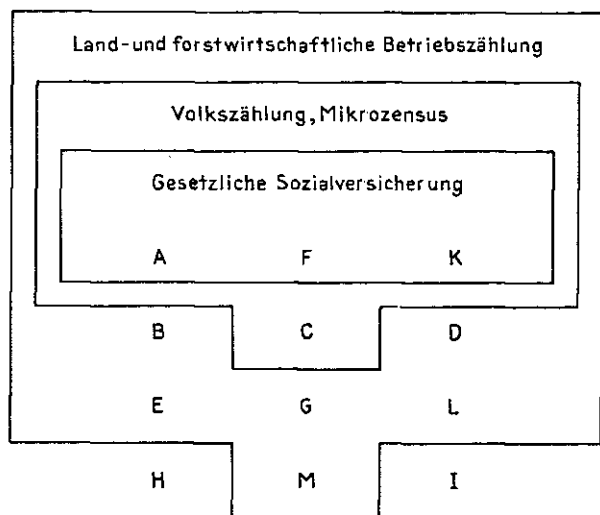 Land-und forstwirtschaftliche Betriebszählung
Volkszählung, Mikrozensus
Gesetzliche Sozialversicherung
A F K
B C D
E G L
H M I